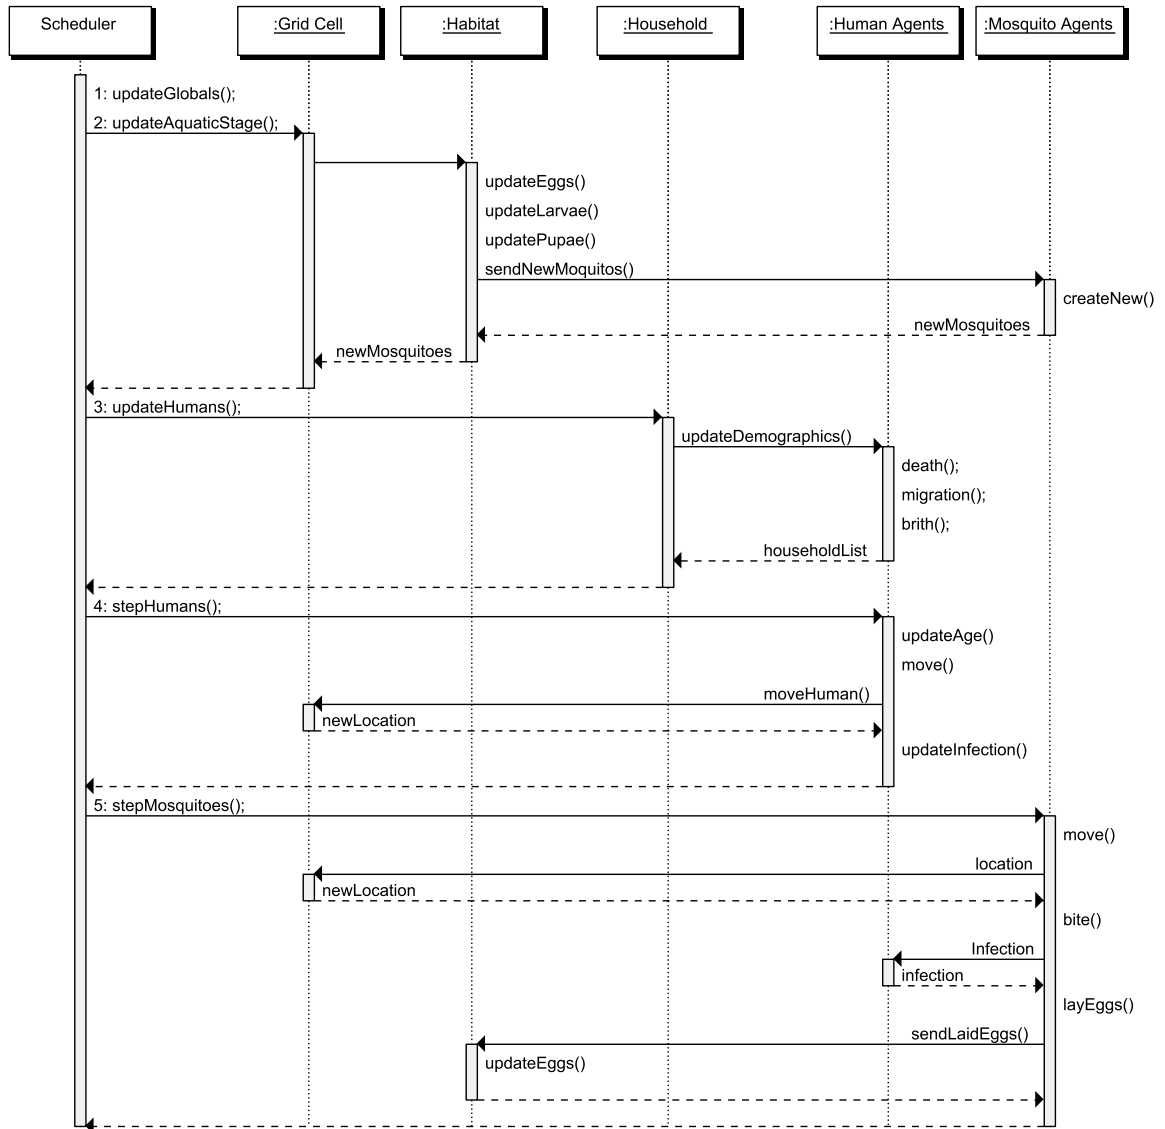 Scheduler
:Grid Cell
:Habitat
:Household
:Human Agents
:Mosquito Agents
1: updateGlobals();
2: updateAquaticStage();
updateEggs()
updateLarvae()
updatePupae()
sendNewMoquitos()
createNew()
newMosquitoes
newMosquitoes
3: updateHumans();
updateDemographics()
death();
migration();
brith();
householdList
4: stepHumans();
updateAge()
move()
moveHuman()
newLocation
updateInfection()
5: stepMosquitoes();
move()
location
newLocation
bite()
Infection
infection
layEggs()
sendLaidEggs()
updateEggs()